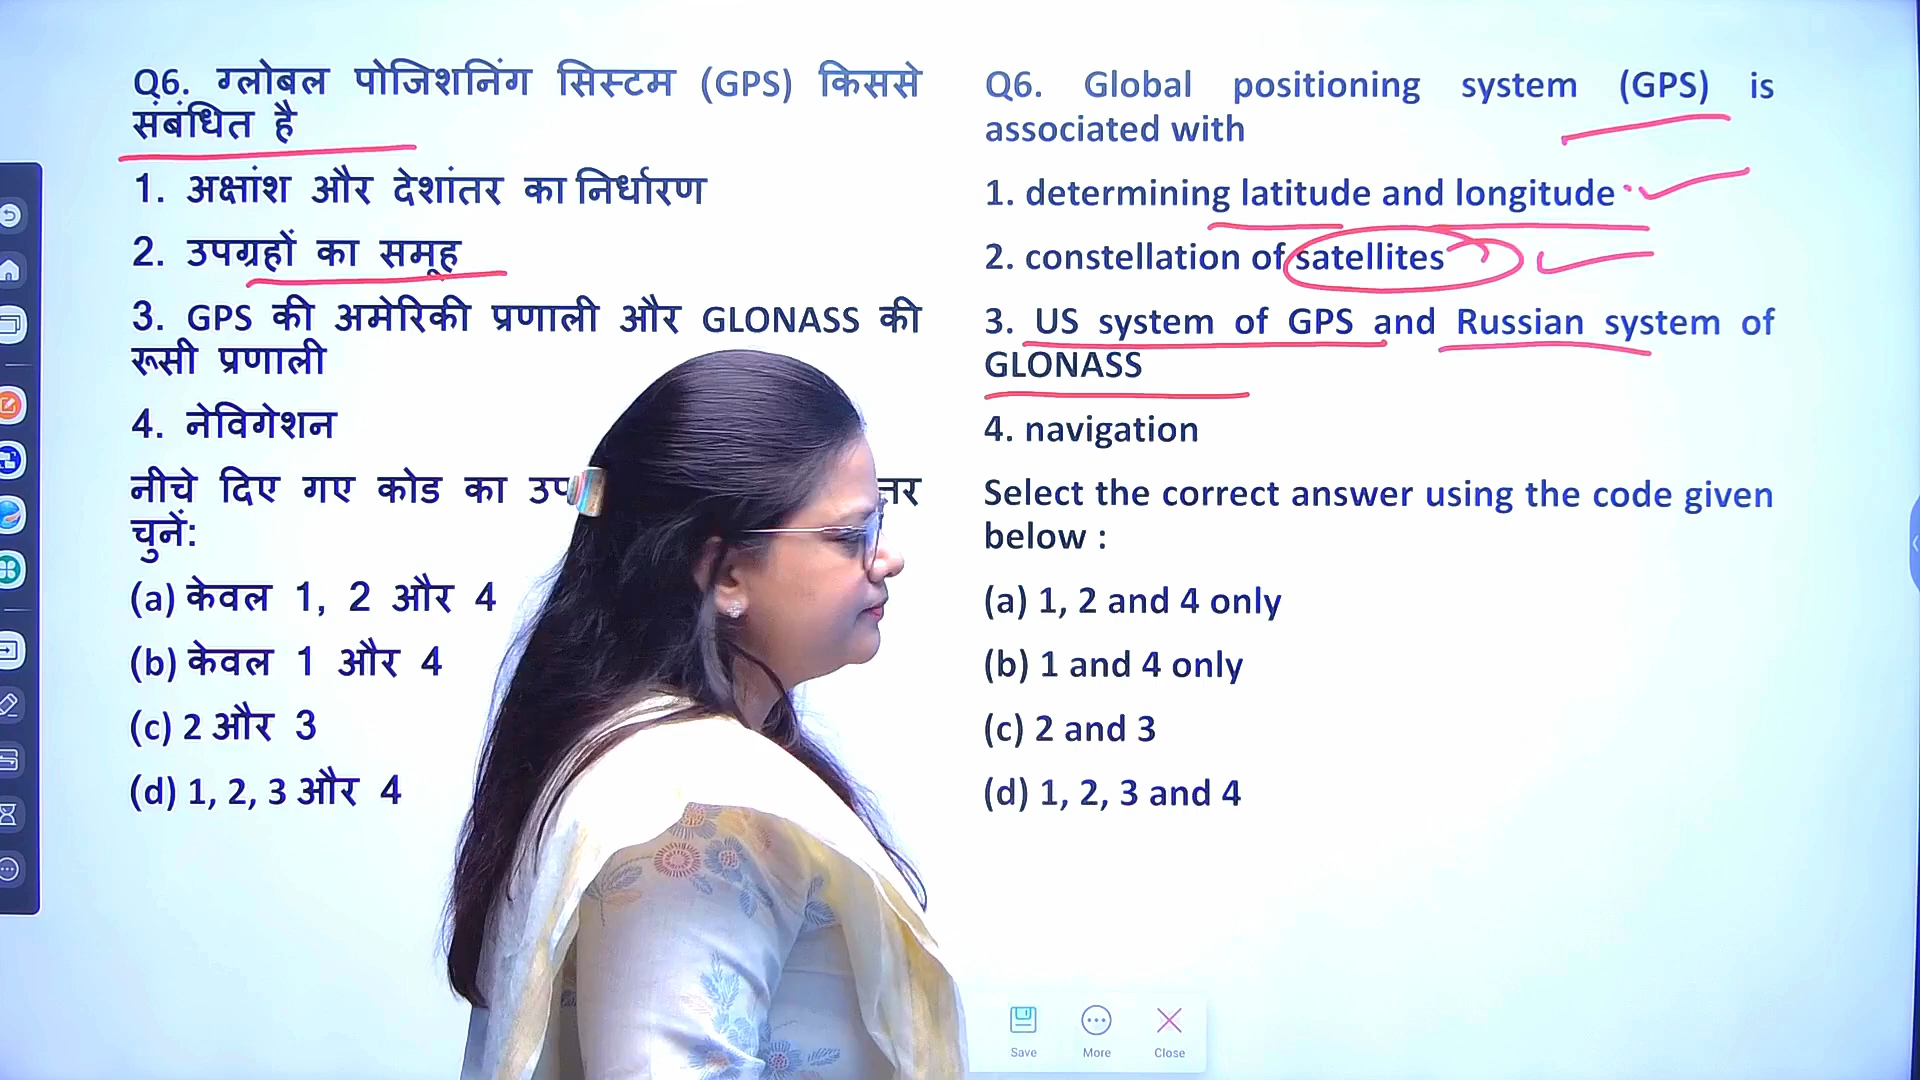 Q6. ग्लोबल पोजिशनिंग सिस्टम (GPS) किससे
संबंधित है
1. अक्षांश और देशांतर का निर्धारण
2. उपग्रहों का समूह
3. GPS की अमेरिकी प्रणाली और GLONASS की
रूसी प्रणाली
4. नेविगेशन
नीचे दिए गए कोड का
चुनें:
(a) केवल 1, 2 और 4
(b) केवल 1 और 4
(c) 2 और 3
(d) 1, 2, 3 और 4
Q6. Global positioning system (GPS) is
associated with
1. determining latitude and longitude
2. constellation of satellites
3. US system of GPS and Russian system of
GLONASS
4. navigation
Select the correct answer using the code given
below :
(a) 1, 2 and 4 only
(b) 1 and 4 only
(c) 2 and 3
(d) 1, 2, 3 and 4
Save More Close